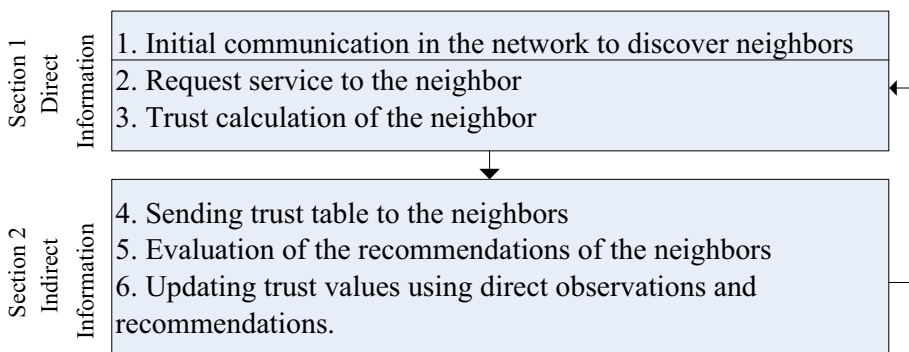 Section 1
Direct
Information
1. Initial communication in the network to discover neighbors
2. Request service to the neighbor
3. Trust calculation of the neighbor
Section 2
Indirect
Information
4. Sending trust table to the neighbors
5. Evaluation of the recommendations of the neighbors
6. Updating trust values using direct observations and
recommendations.